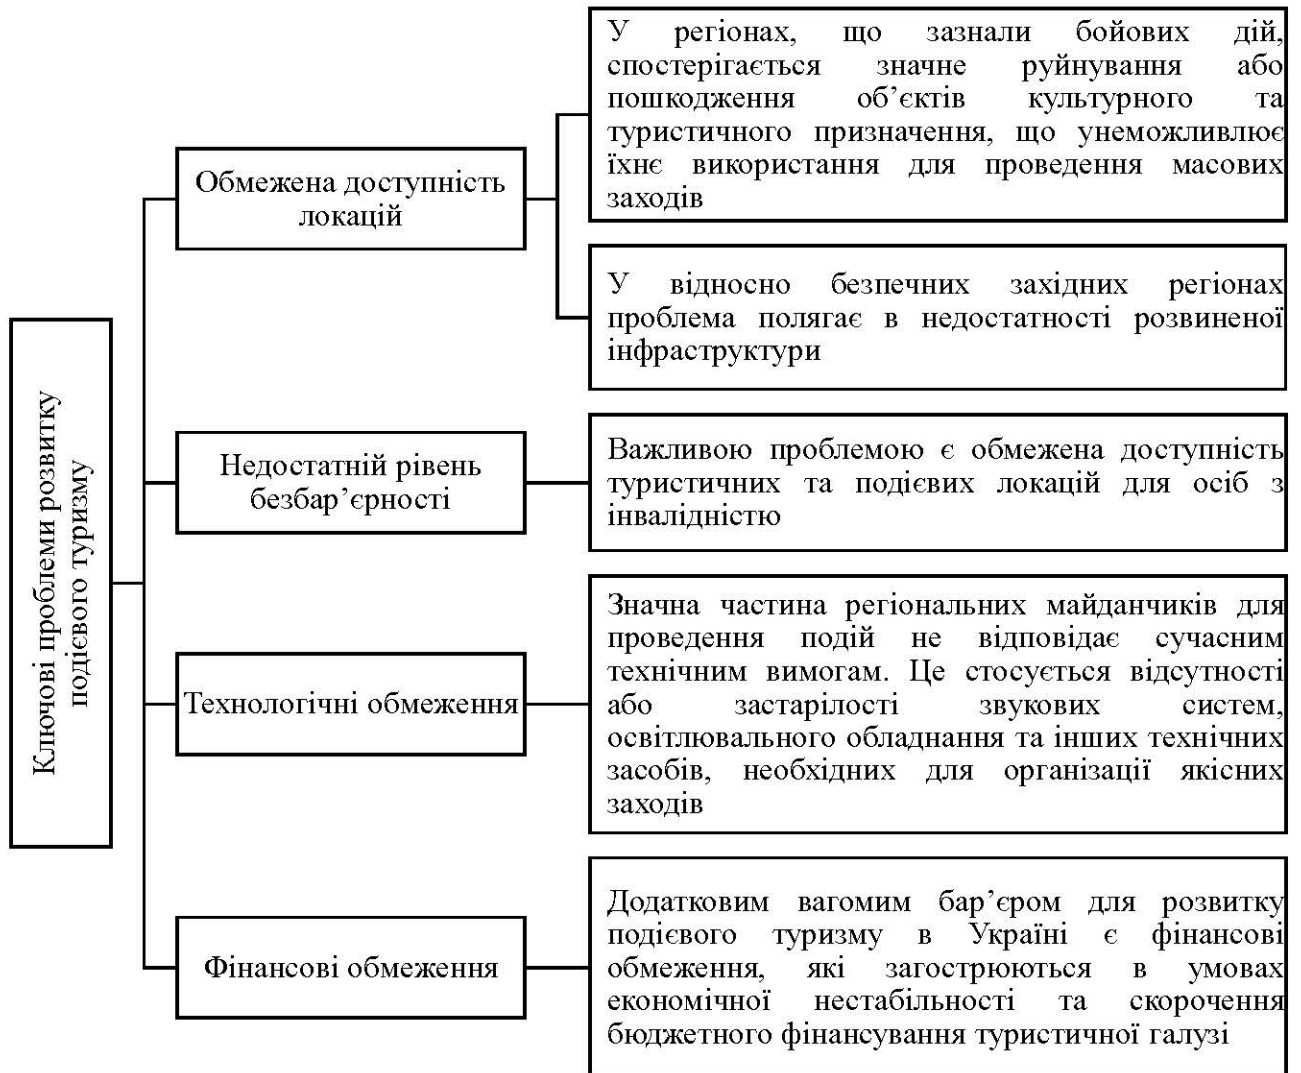 Ключові проблеми розвитку
подієвого туризму
Обмежена доступність
локацій
У регіонах, що зазнали бойових дій,
спостерігається значне руйнування або
пошкодження об’єктів культурного та
туристичного призначення, що унеможливлює
їхнє використання для проведення масових
заходів
У відносно безпечних західних регіонах
проблема полягає в недостатності розвиненої
інфраструктури
Недостатній рівень
безбар’єрності
Важливою проблемою є обмежена доступність
туристичних та подієвих локацій для осіб з
інвалідністю
Технологічні обмеження
Значна частина регіональних майданчиків для
проведення подій не відповідає сучасним
технічним вимогам. Це стосується відсутності
або застарілості звукових систем,
освітлювального обладнання та інших технічних
засобів, необхідних для організації якісних
заходів
Фінансові обмеження
Додатковим вагомим бар’єром для розвитку
подієвого туризму в Україні є фінансові
обмеження, які загострюються в умовах
економічної нестабільності та скорочення
бюджетного фінансування туристичної галузі